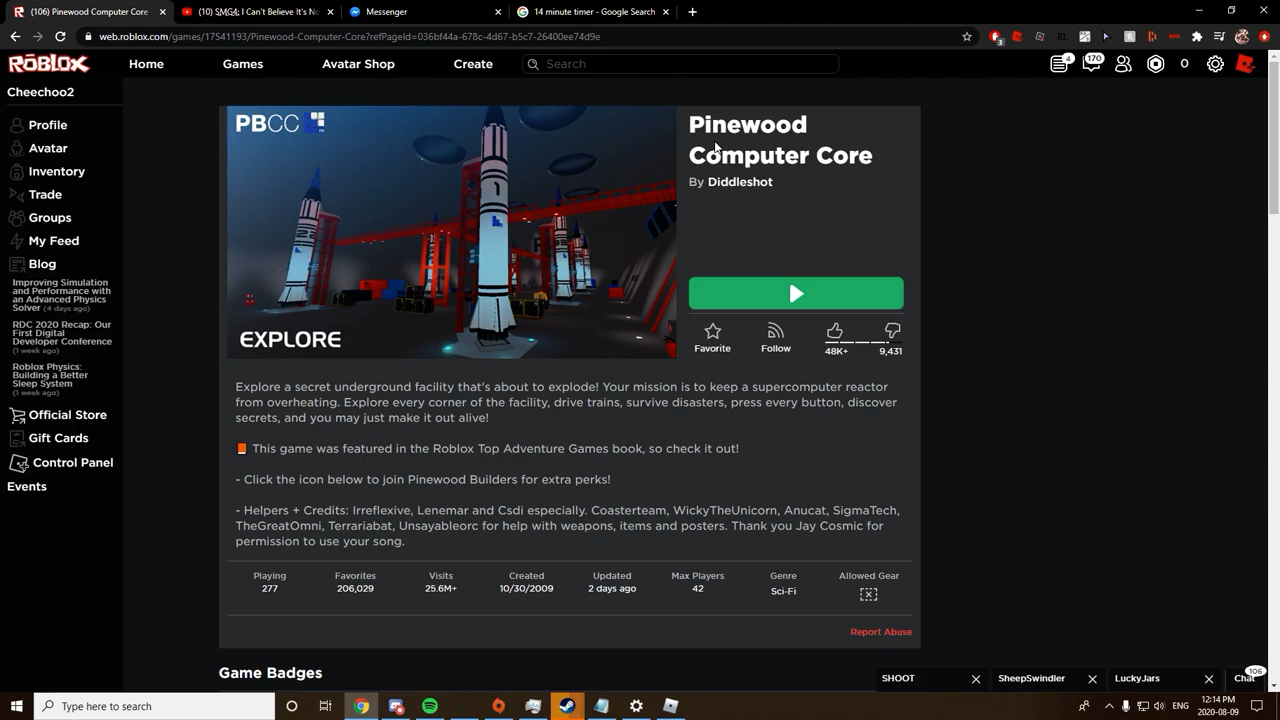 (106) Pinewood Computer Core
(10) SMG4: I Can't Believe It's No
Messenger
14 minute timer - Google Search
web.roblox.com/games/17541193/Pinewood-Computer-Core?refPageId=036bf44a-678c-4d67-b5c7-26400ee74d9e
3
ROBLOX
Home
Games
Avatar Shop
Create
Search
4
170
0
Cheechoo2
Profile
Avatar
Inventory
Trade
Groups
My Feed
Blog
Improving Simulation
and Performance with
an Advanced Physics
Solver (4 days ago)
RDC 2020 Recap: Our
First Digital
Developer Conference
(1 week ago)
Roblox Physics:
Building a Better
Sleep System
(1 week ago)
Official Store
Gift Cards
Control Panel
Events
PBCC
PB
1
2
EXPLORE
Pinewood
Computer Core
By Diddleshot
Favorite
Follow
48K+
9,431
Explore a secret underground facility that's about to explode! Your mission is to keep a supercomputer reactor
from overheating. Explore every corner of the facility, drive trains, survive disasters, press every button, discover
secrets, and you may just make it out alive!
This game was featured in the Roblox Top Adventure Games book, so check it out!
- Click the icon below to join Pinewood Builders for extra perks!
- Helpers + Credits: Irreflexive, Lenemar and Csdi especially. Coasterteam, WickyTheUnicorn, Anucat, SigmaTech,
TheGreatOmni, Terrariabat, Unsayableorc for help with weapons, items and posters. Thank you Jay Cosmic for
permission to use your song.
Playing
277
Favorites
206,029
Visits
25.6M+
Created
10/30/2009
Updated
2 days ago
Max Players
42
Genre
Sci-Fi
Allowed Gear
Report Abuse
Game Badges
SHOOT
SheepSwindler
LuckyJars
Chat
106
Type here to search
ENG
12:14 PM
2020-08-09